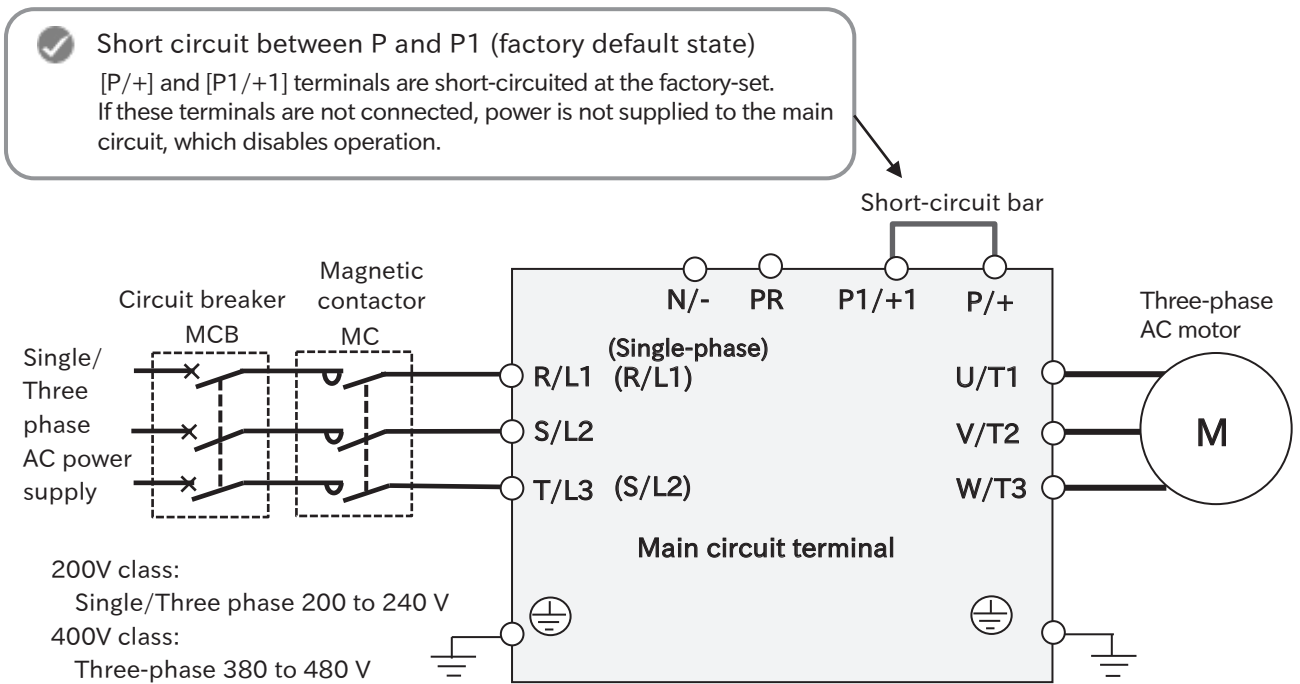 Short circuit between P and P1 (factory default state)
[P/+] and [P1/+1] terminals are short-circuited at the factory-set.
If these terminals are not connected, power is not supplied to the main
circuit, which disables operation.
Short-circuit bar
Magnetic
contactor
MC
Circuit breaker
MCB
N/-
PR
P1/+1
P/+
Three-phase
AC motor
Single/
Three
phase
AC power
supply
(Single-phase)
R/L1 (R/L1)
S/L2
T/L3 (S/L2)
U/T1
V/T2
W/T3
M
Main circuit terminal
200V class:
Single/Three phase 200 to 240 V
400V class:
Three-phase 380 to 480 V